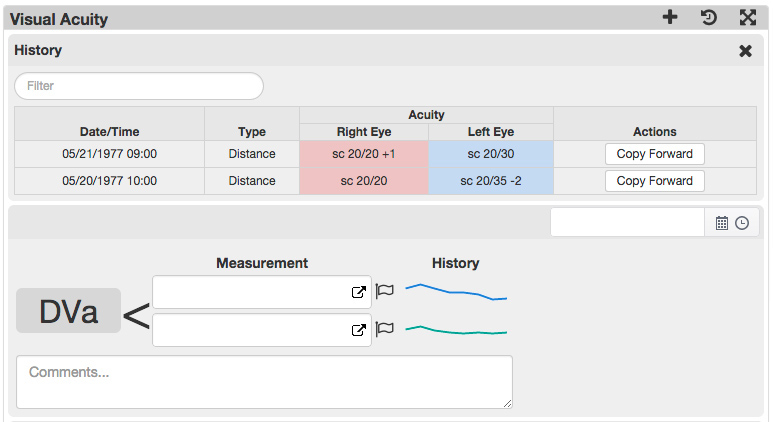 Visual Acuity
History
Filter
Acuity
Date/Time Type Right Eye Left Eye Actions
05/21/1977 09:00 Distance sc 20/20 +1 sc 20/30 Copy Forward
05/20/1977 10:00 Distance sc 20/20 sc 20/35 -2 Copy Forward
Measurement History
DVa <
Comments...